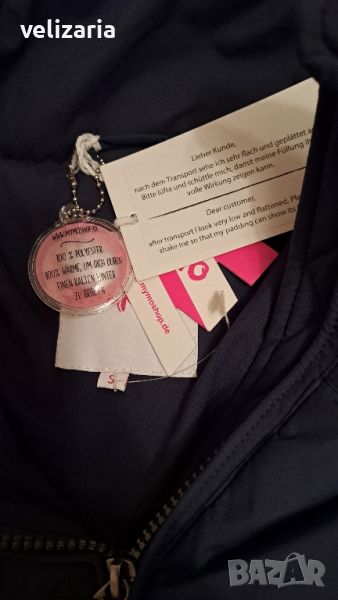 velizaria
Lieber Kunde,
nach dem Transport sehe ich sehr flach und geplättet
Bitte lüfte und schüttle mich, damit meine Füllung
volle Wirkung zeigen kann.
Dear customer,
after transport I look very low and flattened.
shake me so that my padding can show its
WWW.MYMOSHOP.DE
100 % POLYESTER
100% WÄRME, UM DICH DURCH
EINEN KALTEN WINTER
ZU BRINGEN
mymoshop.de
S
BAZAR